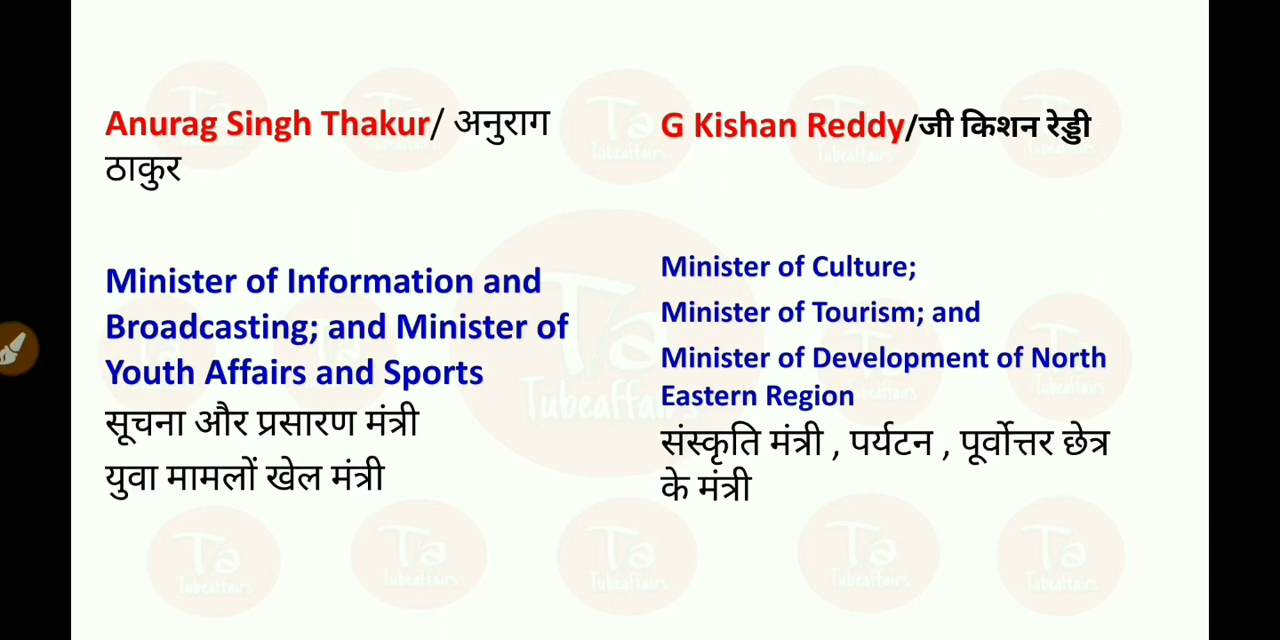 Anurag Singh Thakur/ अनुराग
ठाकुर
Minister of Information and
Broadcasting; and Minister of
Youth Affairs and Sports
सूचना और प्रसारण मंत्री
युवा मामलों खेल मंत्री
G Kishan Reddy/जी किशन रेड्डी
Minister of Culture;
Minister of Tourism; and
Minister of Development of North
Eastern Region
संस्कृति मंत्री , पर्यटन , पूर्वोत्तर छेत्र
के मंत्री
Ta
Tubeaffairs